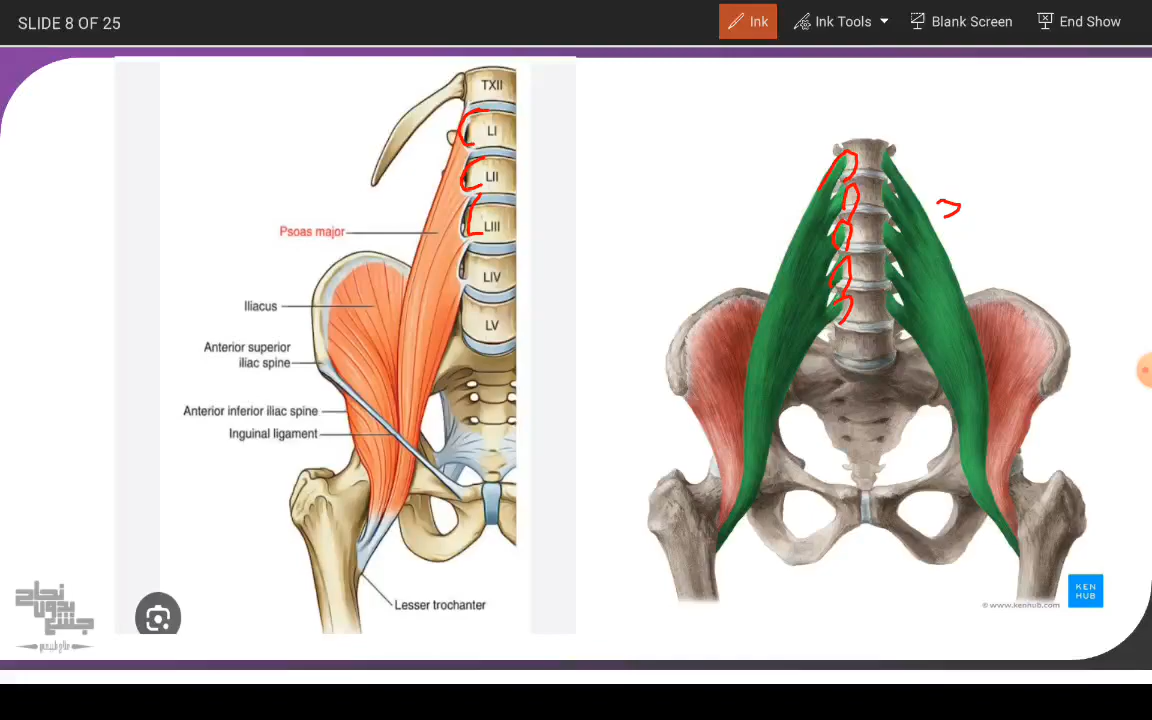 SLIDE 8 OF 25
Ink
Ink Tools
Blank Screen
End Show
TXII
LI
LII
Psoas major
LIII
LIV
Iliacus
LV
Anterior superior
iliac spine
Anterior inferior iliac spine
Inguinal ligament
Lesser trochanter
KEN
HUB
© www.kenhub.com